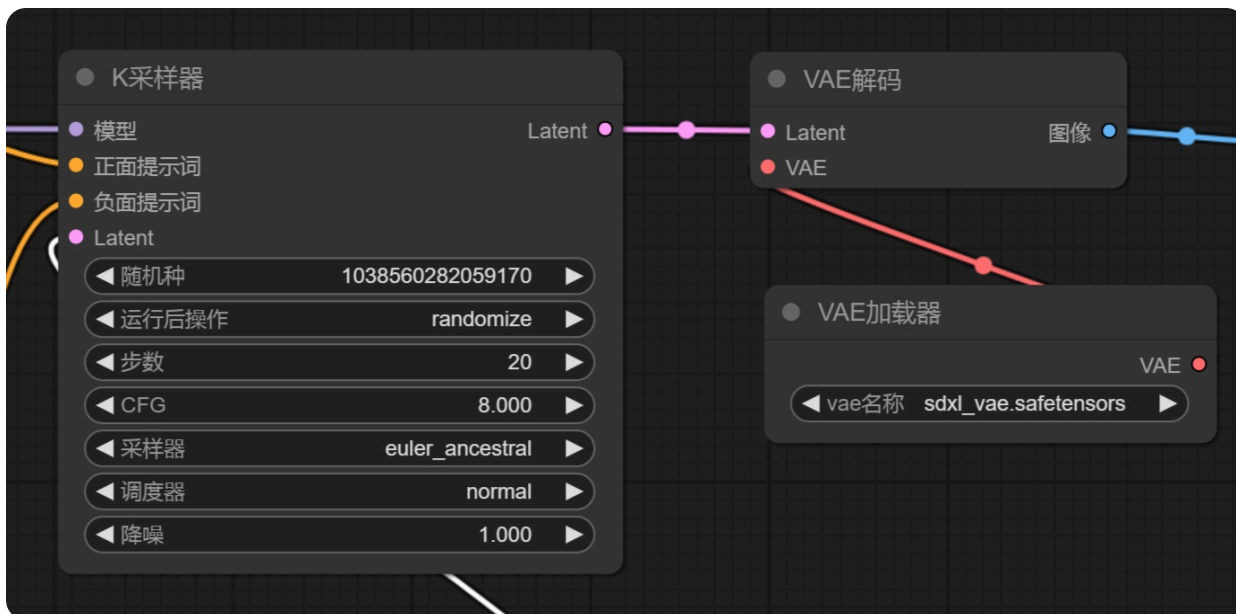 K采样器
模型
Latent
正面提示词
负面提示词
Latent
随机种 1038560282059170
运行后操作 randomize
步数 20
CFG 8.000
采样器 euler_ancestral
调度器 normal
降噪 1.000
VAE解码
Latent
图像
VAE
VAE加载器
VAE
vae名称 sdxl_vae.safetensors